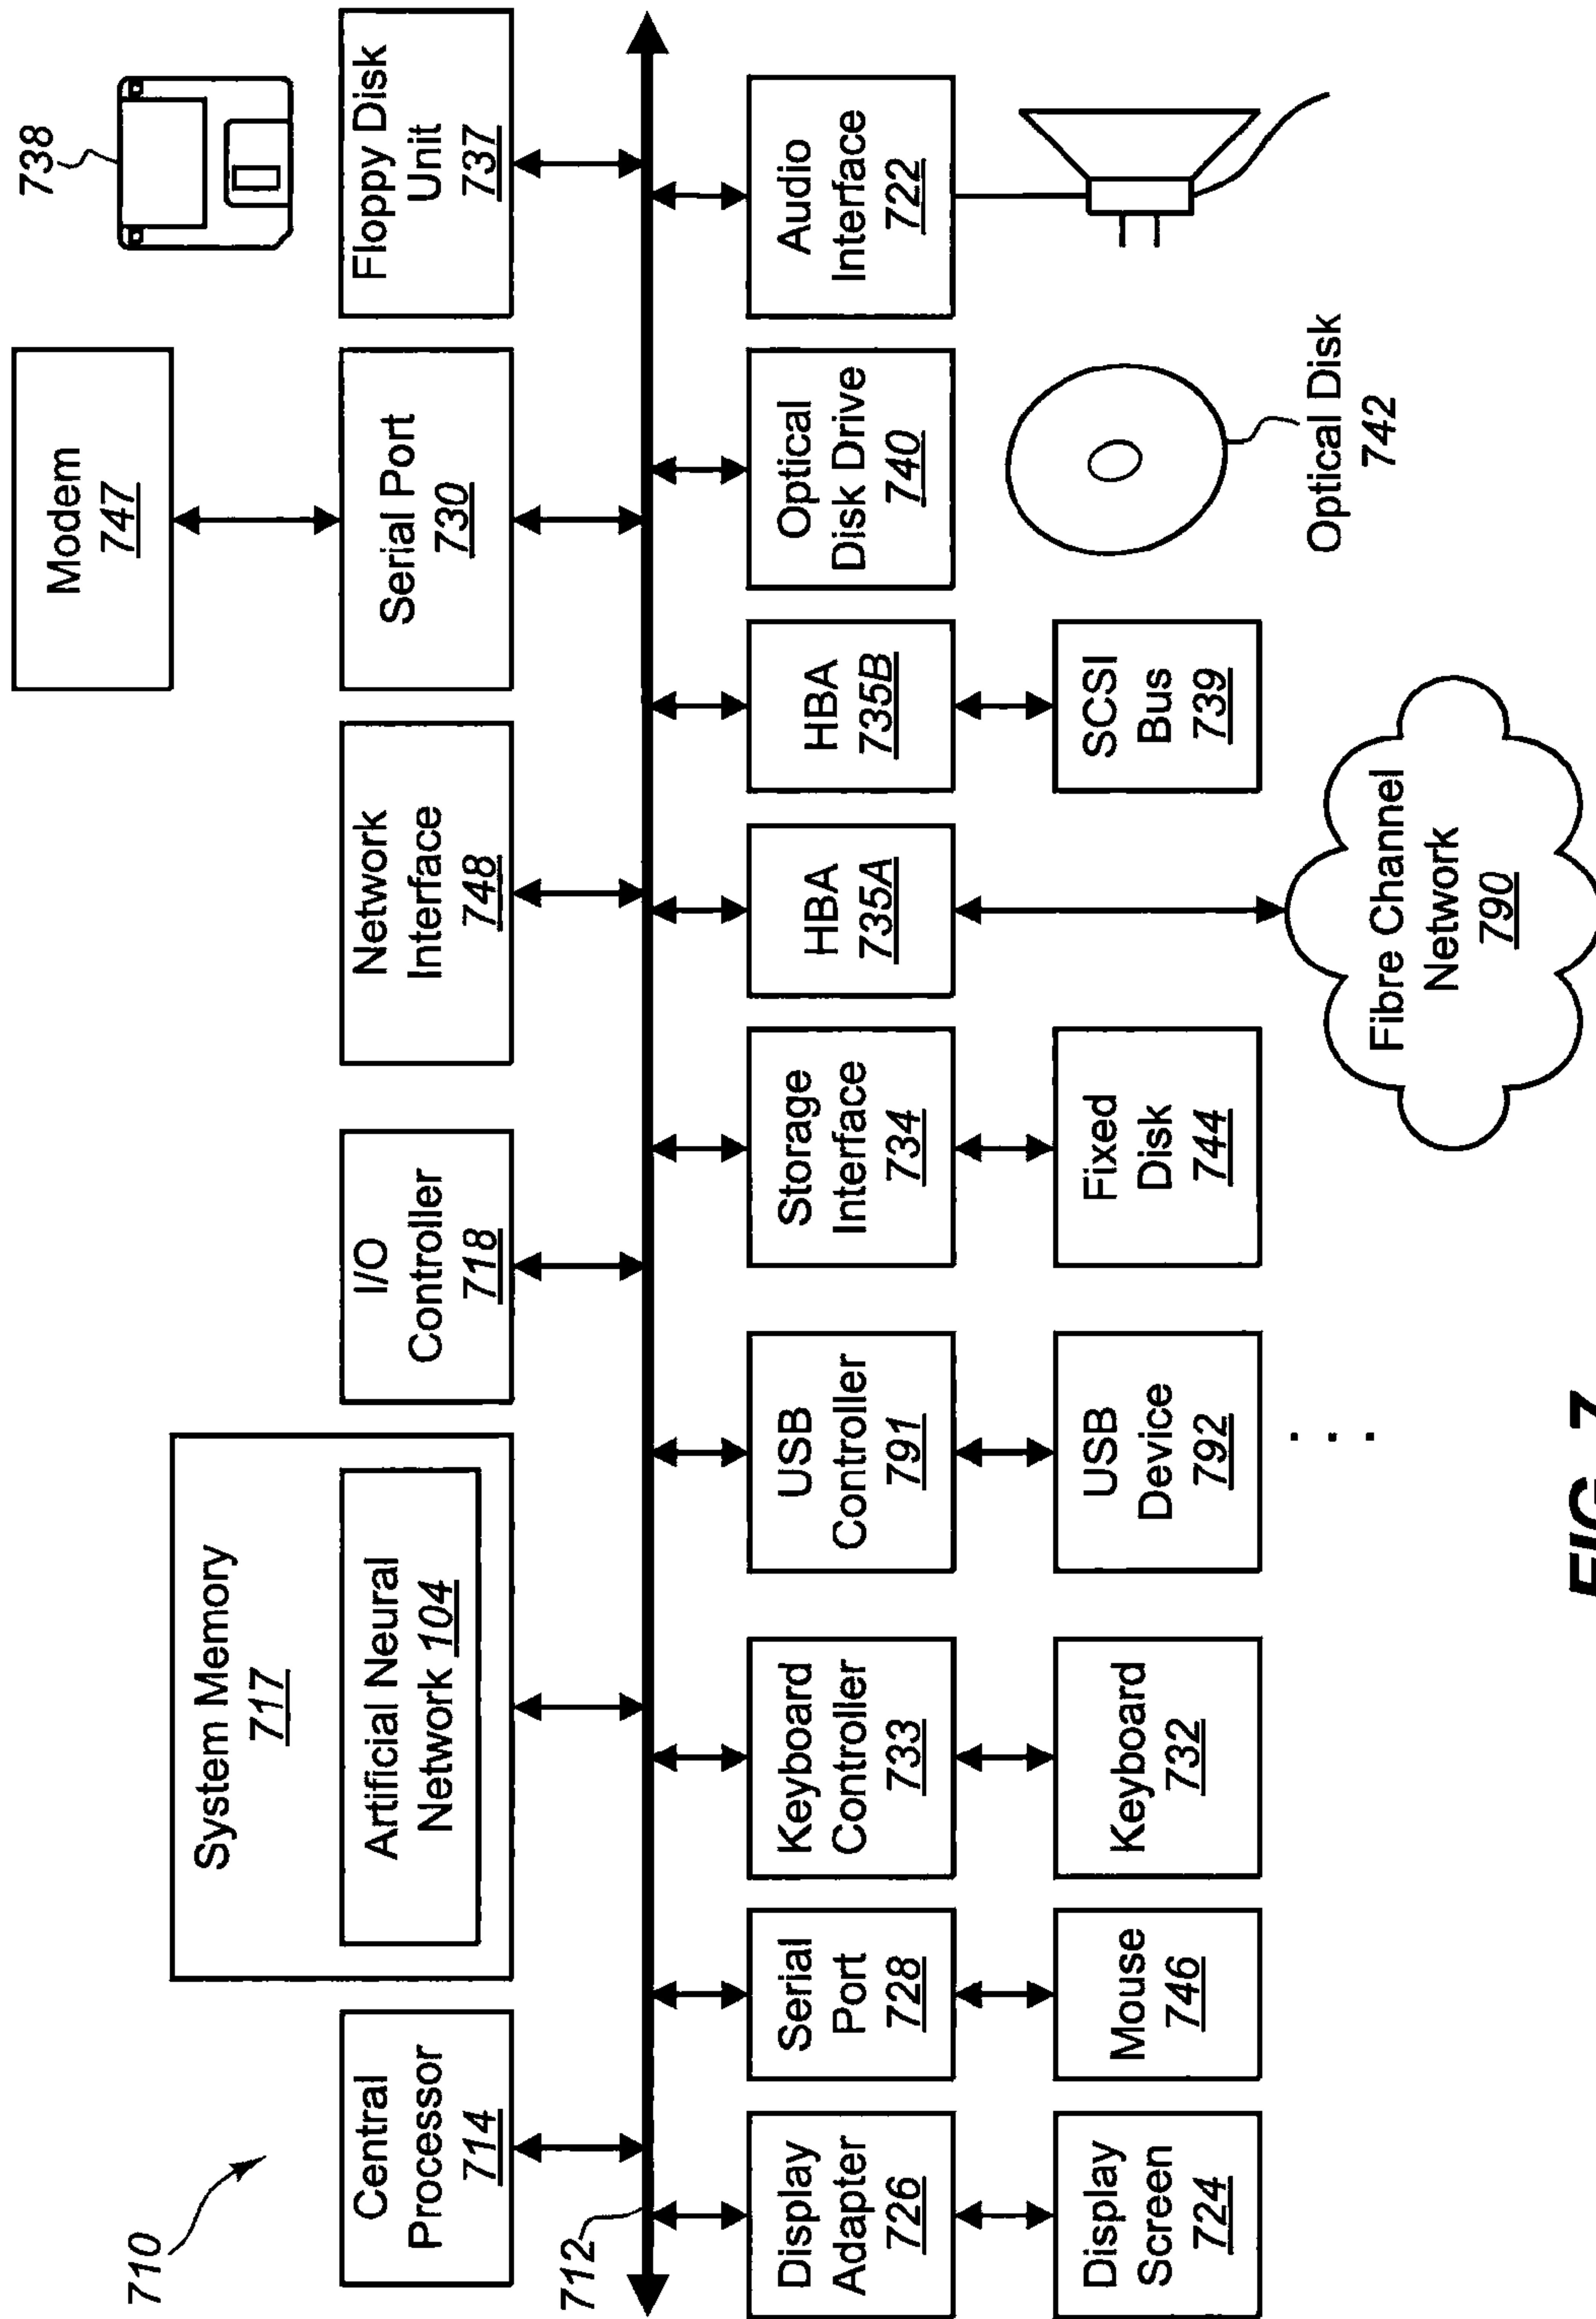 710
Central
Processor
714
System Memory
717
Artificial Neural
Network 104
I/O
Controller
718
Network
Interface
748
Modem
747
Serial Port
730
738
Floppy Disk
Unit
737
712
Display
Adapter
726
Serial
Port
728
Keyboard
Controller
733
USB
Controller
791
Storage
Interface
734
HBA
735A
HBA
735B
Optical
Disk Drive
740
Audio
Interface
722
Display
Screen
724
Mouse
746
Keyboard
732
USB
Device
792
Fixed
Disk
744
SCSI
Bus
739
Fibre Channel
Network
790
Optical Disk
742
. . .
FIG. 7